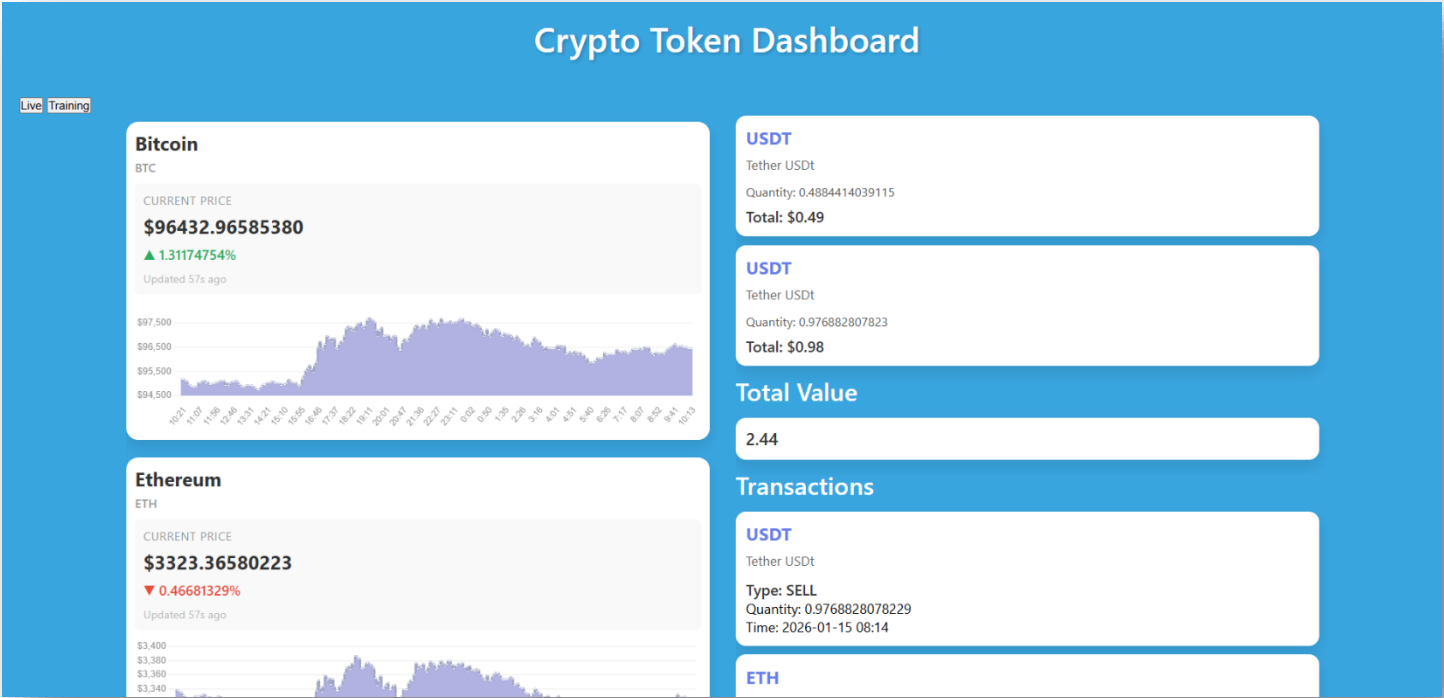 Crypto Token Dashboard
Live Training
Bitcoin
BTC
CURRENT PRICE
$96432.96585380
▲ 1.31174754%
Updated 57s ago
$97,500
$96,500
$95,500
$94,500
10:21 11:07 11:56 12:46 13:31 14:21 15:10 15:55 16:46 17:37 18:22 19:11 20:01 20:47 21:36 22:27 23:11 0:02 0:50 1:35 2:26 3:16 4:01 4:51 5:40 6:26 7:17 8:07 8:52 9:41 10:13
Ethereum
ETH
CURRENT PRICE
$3323.36580223
▼ 0.46681329%
Updated 57s ago
$3,400
$3,380
$3,360
$3,340
USDT
Tether USDt
Quantity: 0.4884414039115
Total: $0.49
USDT
Tether USDt
Quantity: 0.976882807823
Total: $0.98
Total Value
2.44
Transactions
USDT
Tether USDt
Type: SELL
Quantity: 0.9768828078229
Time: 2026-01-15 08:14
ETH